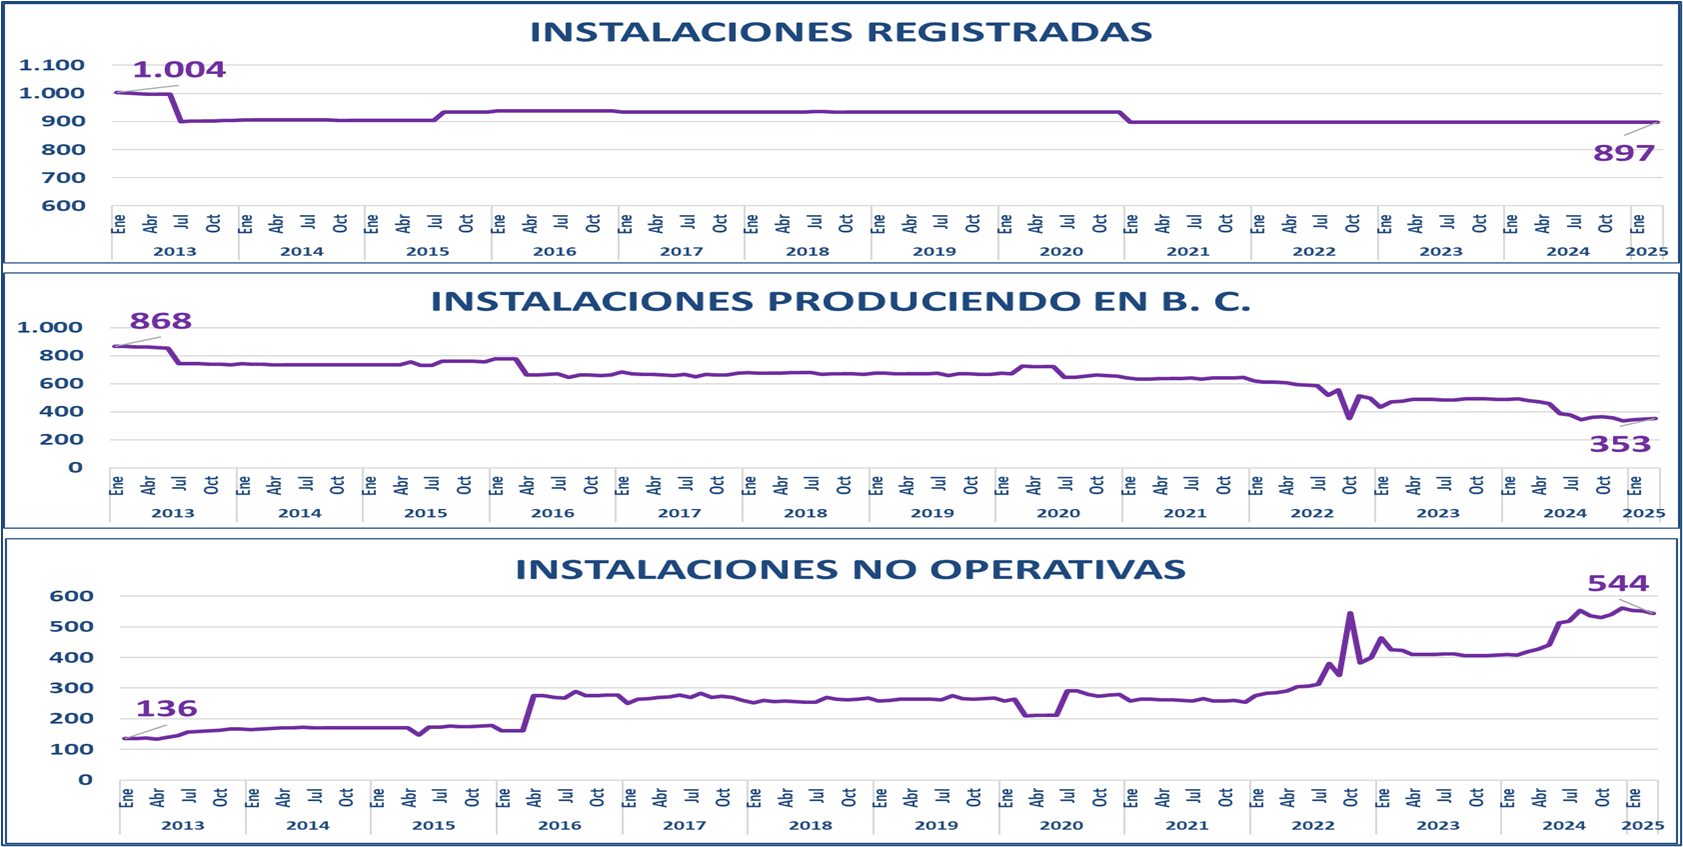 INSTALACIONES REGISTRADAS
1.100
1.000
900
800
700
600
1.004
897
Ene Abr Jul Oct Ene Abr Jul Oct Ene Abr Jul Oct Ene Abr Jul Oct Ene Abr Jul Oct Ene Abr Jul Oct Ene Abr Jul Oct Ene Abr Jul Oct Ene Abr Jul Oct Ene Abr Jul Oct Ene Abr Jul Oct Ene Abr Jul Oct Ene
2013 2014 2015 2016 2017 2018 2019 2020 2021 2022 2023 2024 2025
INSTALACIONES PRODUCIENDO EN B. C.
1.000
800
600
400
200
0
868
353
Ene Abr Jul Oct Ene Abr Jul Oct Ene Abr Jul Oct Ene Abr Jul Oct Ene Abr Jul Oct Ene Abr Jul Oct Ene Abr Jul Oct Ene Abr Jul Oct Ene Abr Jul Oct Ene Abr Jul Oct Ene Abr Jul Oct Ene Abr Jul Oct Ene
2013 2014 2015 2016 2017 2018 2019 2020 2021 2022 2023 2024 2025
INSTALACIONES NO OPERATIVAS
600
500
400
300
200
100
0
136
544
Ene Abr Jul Oct Ene Abr Jul Oct Ene Abr Jul Oct Ene Abr Jul Oct Ene Abr Jul Oct Ene Abr Jul Oct Ene Abr Jul Oct Ene Abr Jul Oct Ene Abr Jul Oct Ene Abr Jul Oct Ene Abr Jul Oct Ene Abr Jul Oct Ene
2013 2014 2015 2016 2017 2018 2019 2020 2021 2022 2023 2024 2025